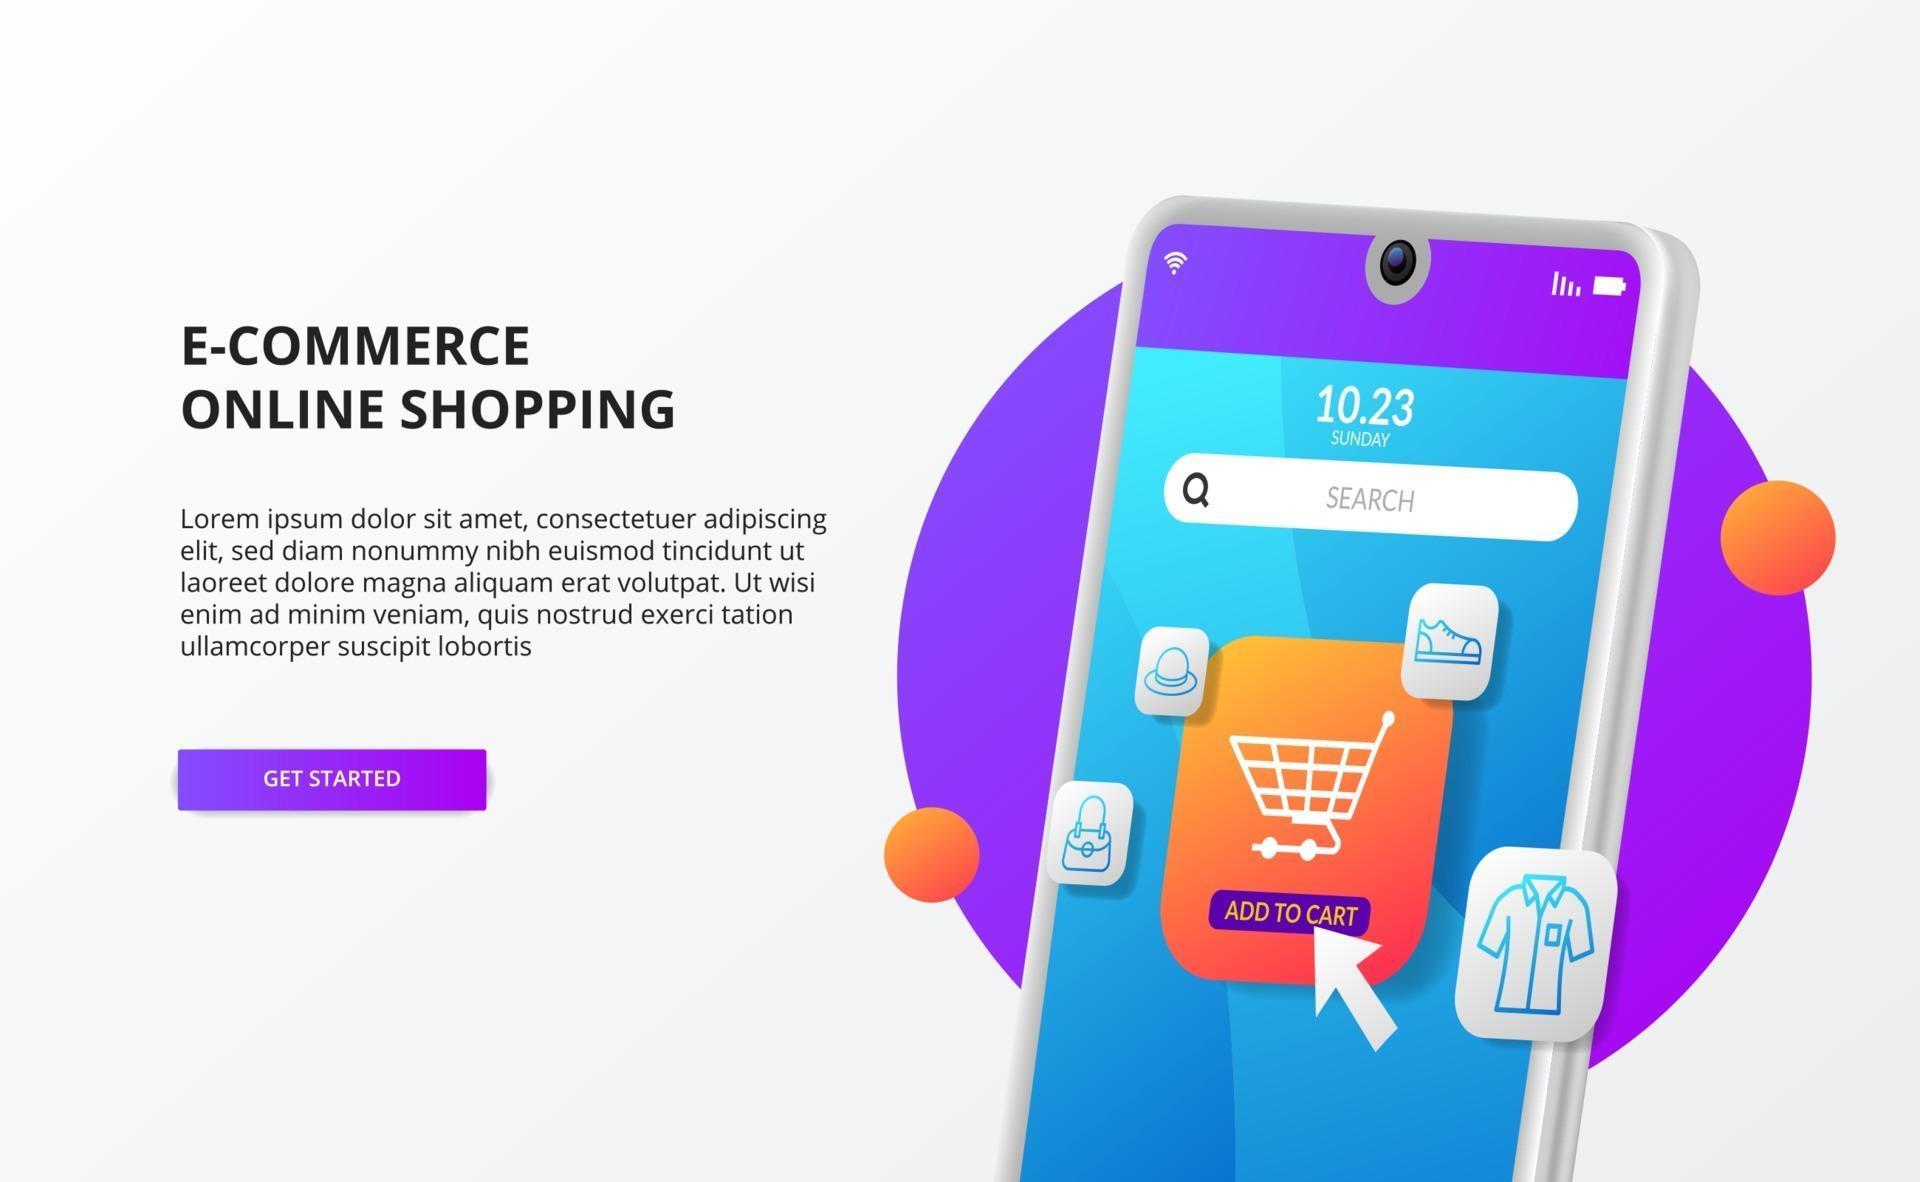 E-COMMERCE
ONLINE SHOPPING
Lorem ipsum dolor sit amet, consectetuer adipiscing
elit, sed diam nonummy nibh euismod tincidunt ut
laoreet dolore magna aliquam erat volutpat. Ut wisi
enim ad minim veniam, quis nostrud exerci tation
ullamcorper suscipit lobortis
GET STARTED
10.23
SUNDAY
SEARCH
ADD TO CART